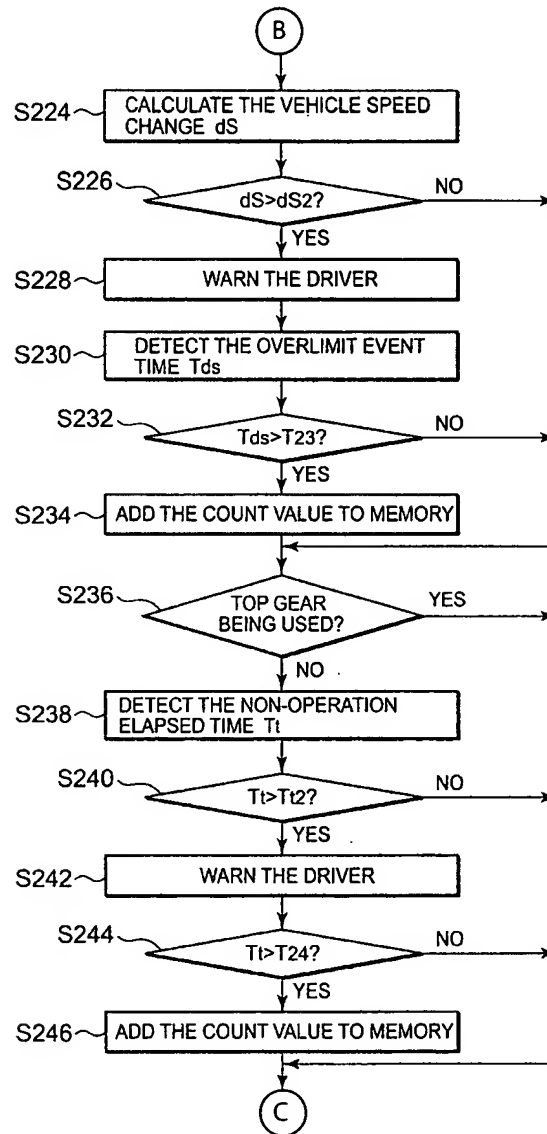 B
S224
CALCULATE THE VEHICLE SPEED
CHANGE dS
S226
dS>dS2?
NO
YES
S228
WARN THE DRIVER
S230
DETECT THE OVERLIMIT EVENT
TIME Tds
S232
Tds>T23?
NO
YES
S234
ADD THE COUNT VALUE TO MEMORY
S236
TOP GEAR
BEING USED?
YES
NO
S238
DETECT THE NON-OPERATION
ELAPSED TIME Tt
S240
Tt>Tt2?
NO
YES
S242
WARN THE DRIVER
S244
Tt>T24?
NO
YES
S246
ADD THE COUNT VALUE TO MEMORY
C